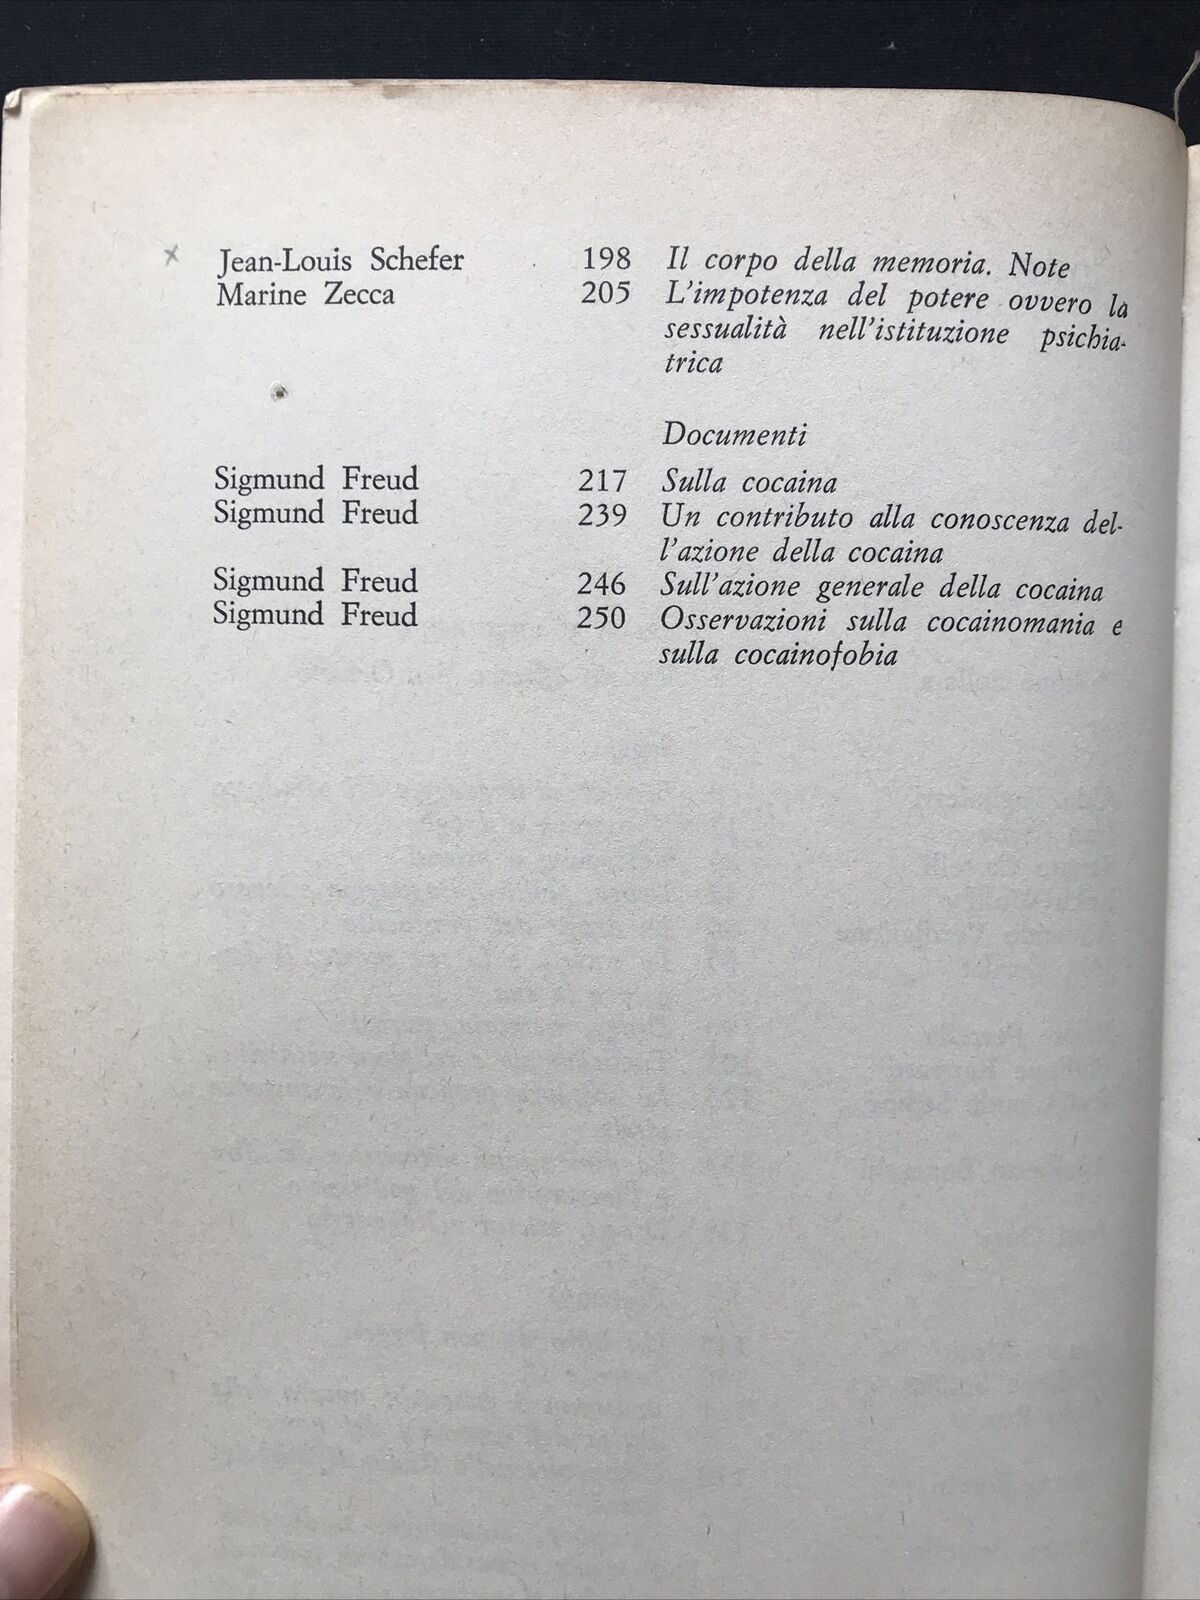 Jean-Louis Schefer 198 Il corpo della memoria. Note
Marine Zecca 205 L'impotenza del potere ovvero la
sessualità nell'istituzione psichia-
trica
Documenti
Sigmund Freud 217 Sulla cocaina
Sigmund Freud 239 Un contributo alla conoscenza del-
l'azione della cocaina
Sigmund Freud 246 Sull'azione generale della cocaina
Sigmund Freud 250 Osservazioni sulla cocainomania e
sulla cocainofobia